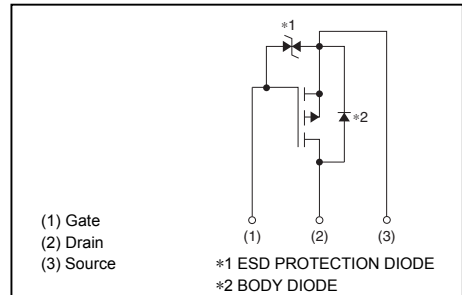 ∗1
∗2
(1) Gate
(2) Drain
(3) Source
(1) (2) (3)
∗1 ESD PROTECTION DIODE
∗2 BODY DIODE